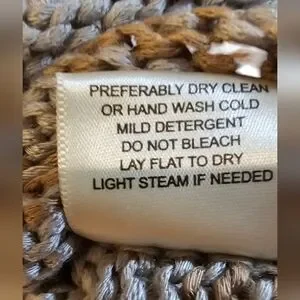 PREFERABLY DRY CLEAN
OR HAND WASH COLD
MILD DETERGENT
DO NOT BLEACH
LAY FLAT TO DRY
LIGHT STEAM IF NEEDED